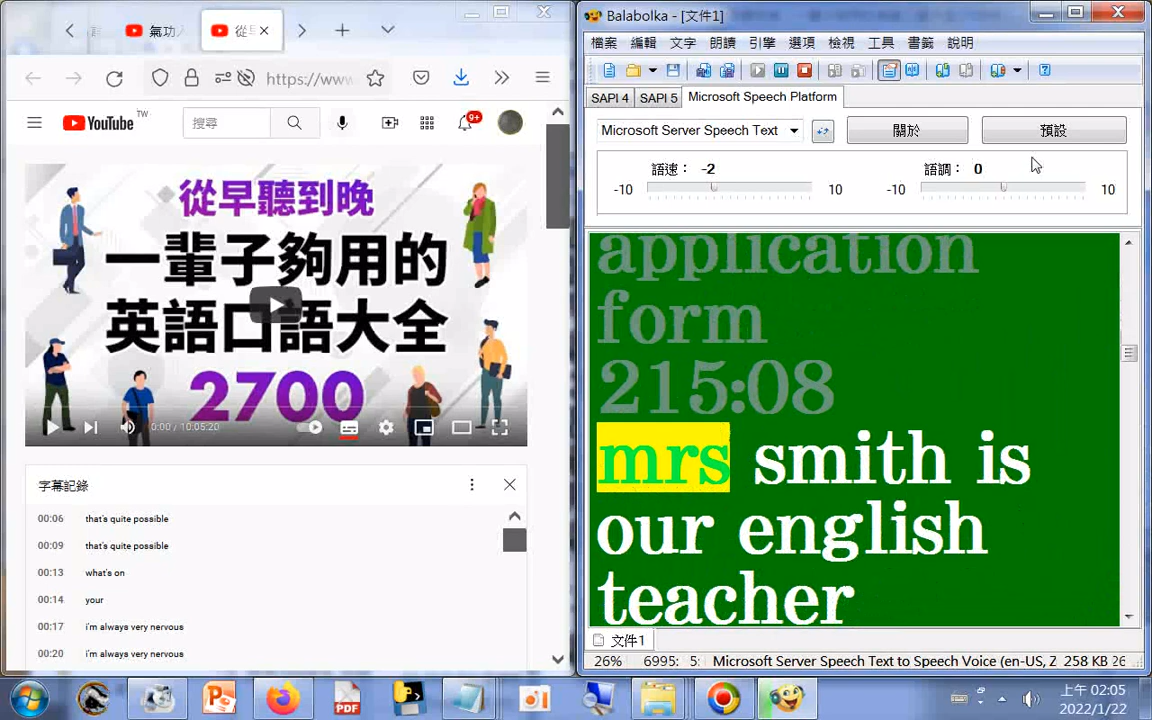 氣功
從
https://www
YouTube TW
搜尋
9+
從早聽到晚
一輩子夠用的
英語口語大全
2700
0:00 / 10:05:20
字幕記錄
00:06 that's quite possible
00:09 that's quite possible
00:13 what's on
00:14 your
00:17 i'm always very nervous
00:20 i'm always very nervous
Balabolka - [文件1]
檔案 編輯 文字 朗讀 引擎 選項 檢視 工具 書籤 說明
SAPI 4 SAPI 5 Microsoft Speech Platform
Microsoft Server Speech Text 關於 預設
語速： -2 語調： 0
-10 10 -10 10
application
form
215:08
mrs smith is
our english
teacher
文件1
26% 6995: 5: Microsoft Server Speech Text to Speech Voice (en-US, Z 258 KB 26
PDF
上午 02:05
2022/1/22